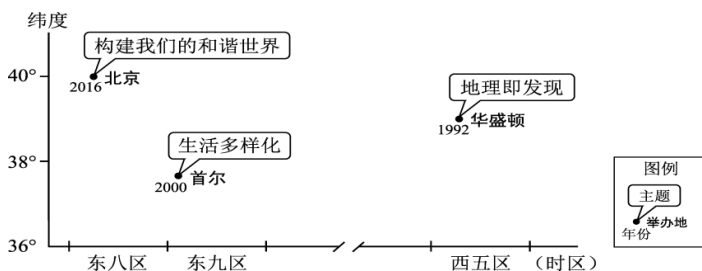 纬度
构建我们的和谐世界
40°
2016 北京
地理即发现
1992 华盛顿
生活多样化
38°
2000 首尔
图例
主题
举办地
年份
36°
东八区 东九区 西五区 (时区)